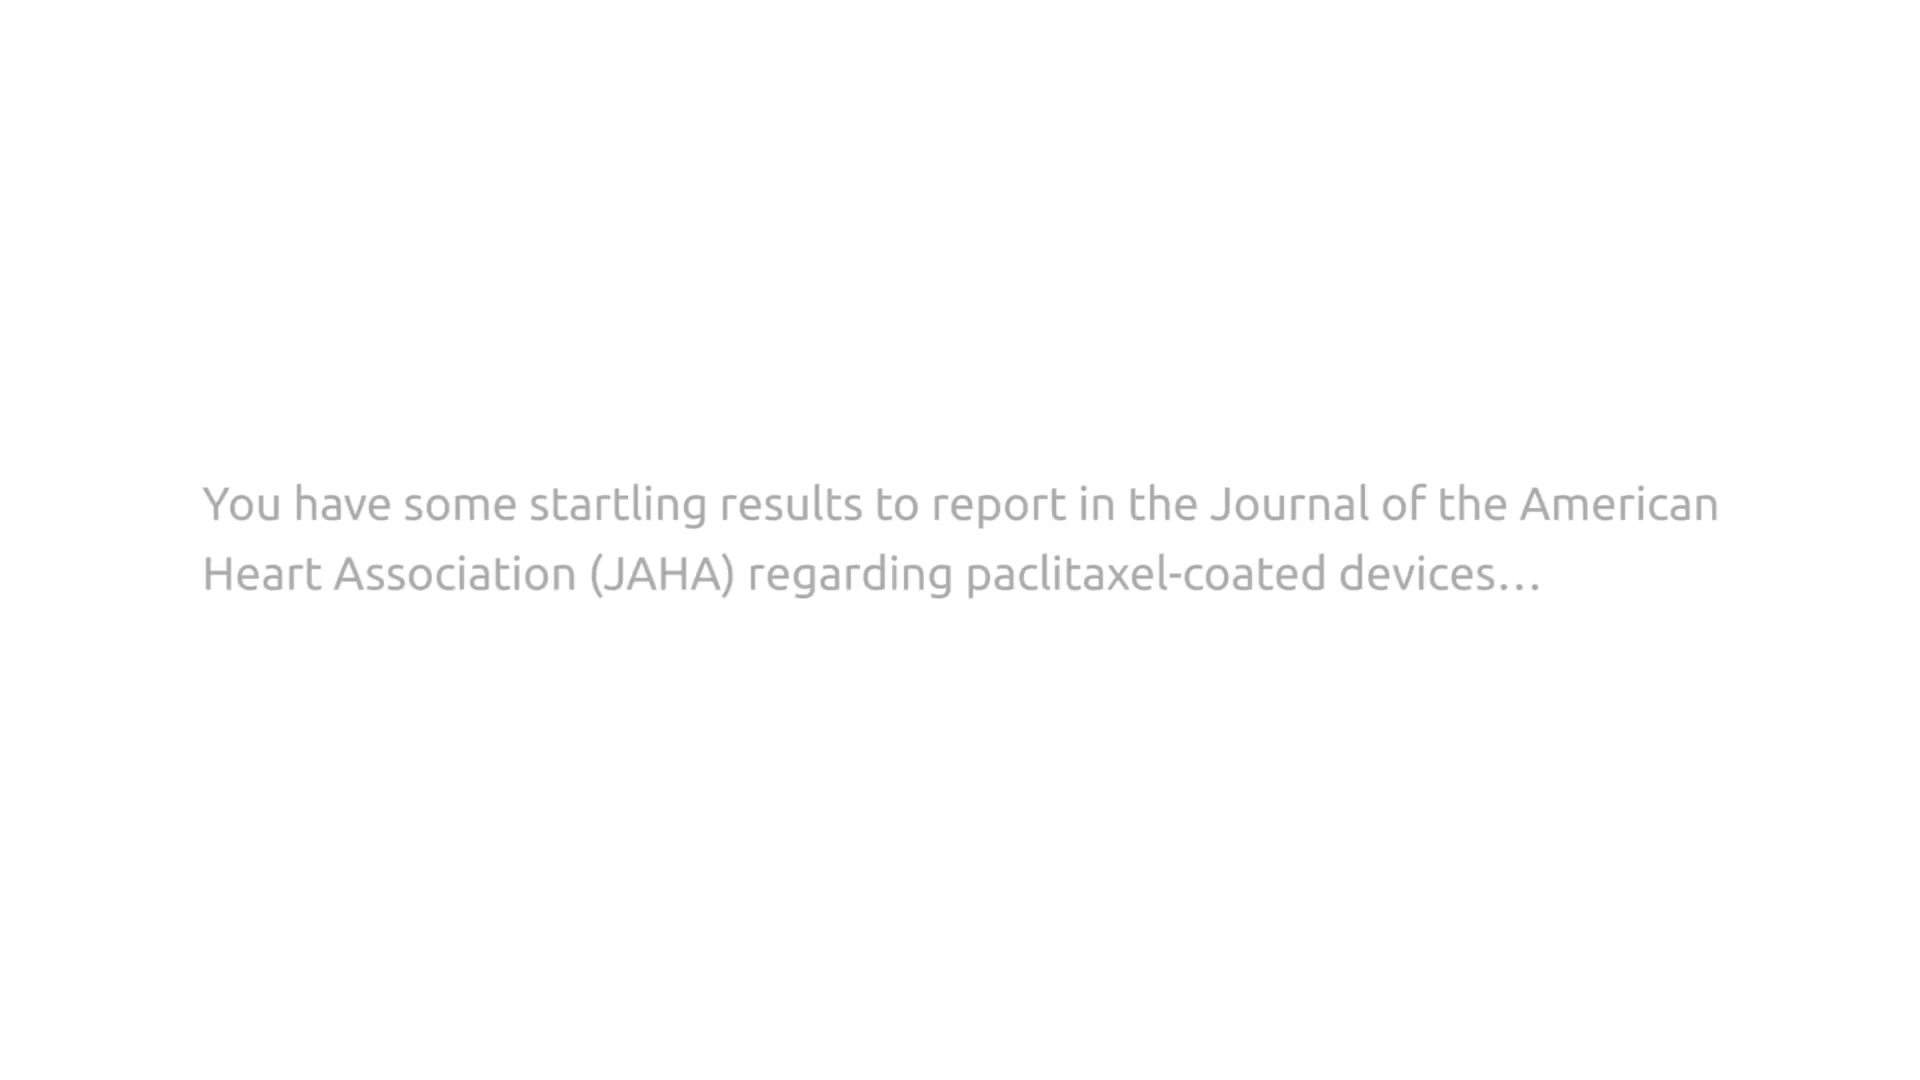 You have some startling results to report in the Journal of the American
Heart Association (JAHA) regarding paclitaxel-coated devices…